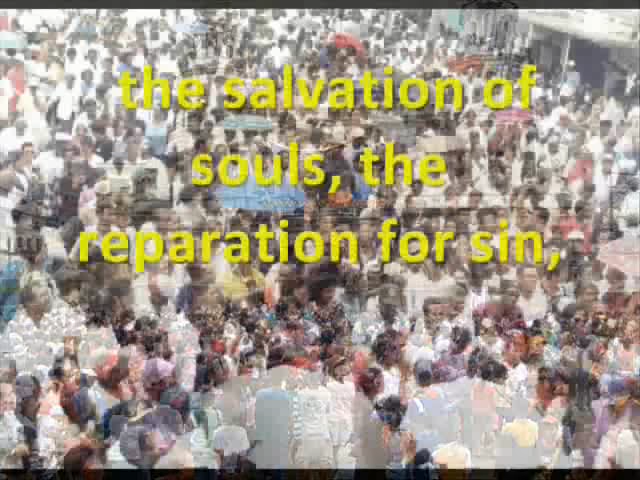 the salvation of
souls, the
reparation for sin,